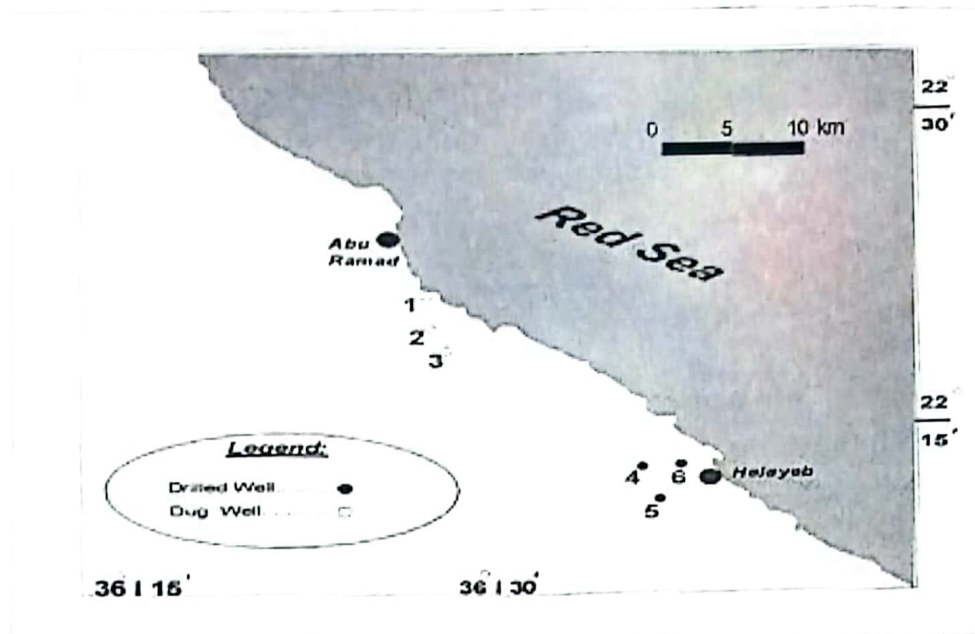 22°
30'
0 5 10 km
Red Sea
Abu
Ramad
1
2
3
22°
15'
4 6 Helayeb
5
Legend:
Drilled Well
Dug Well
36°15' 36°30'